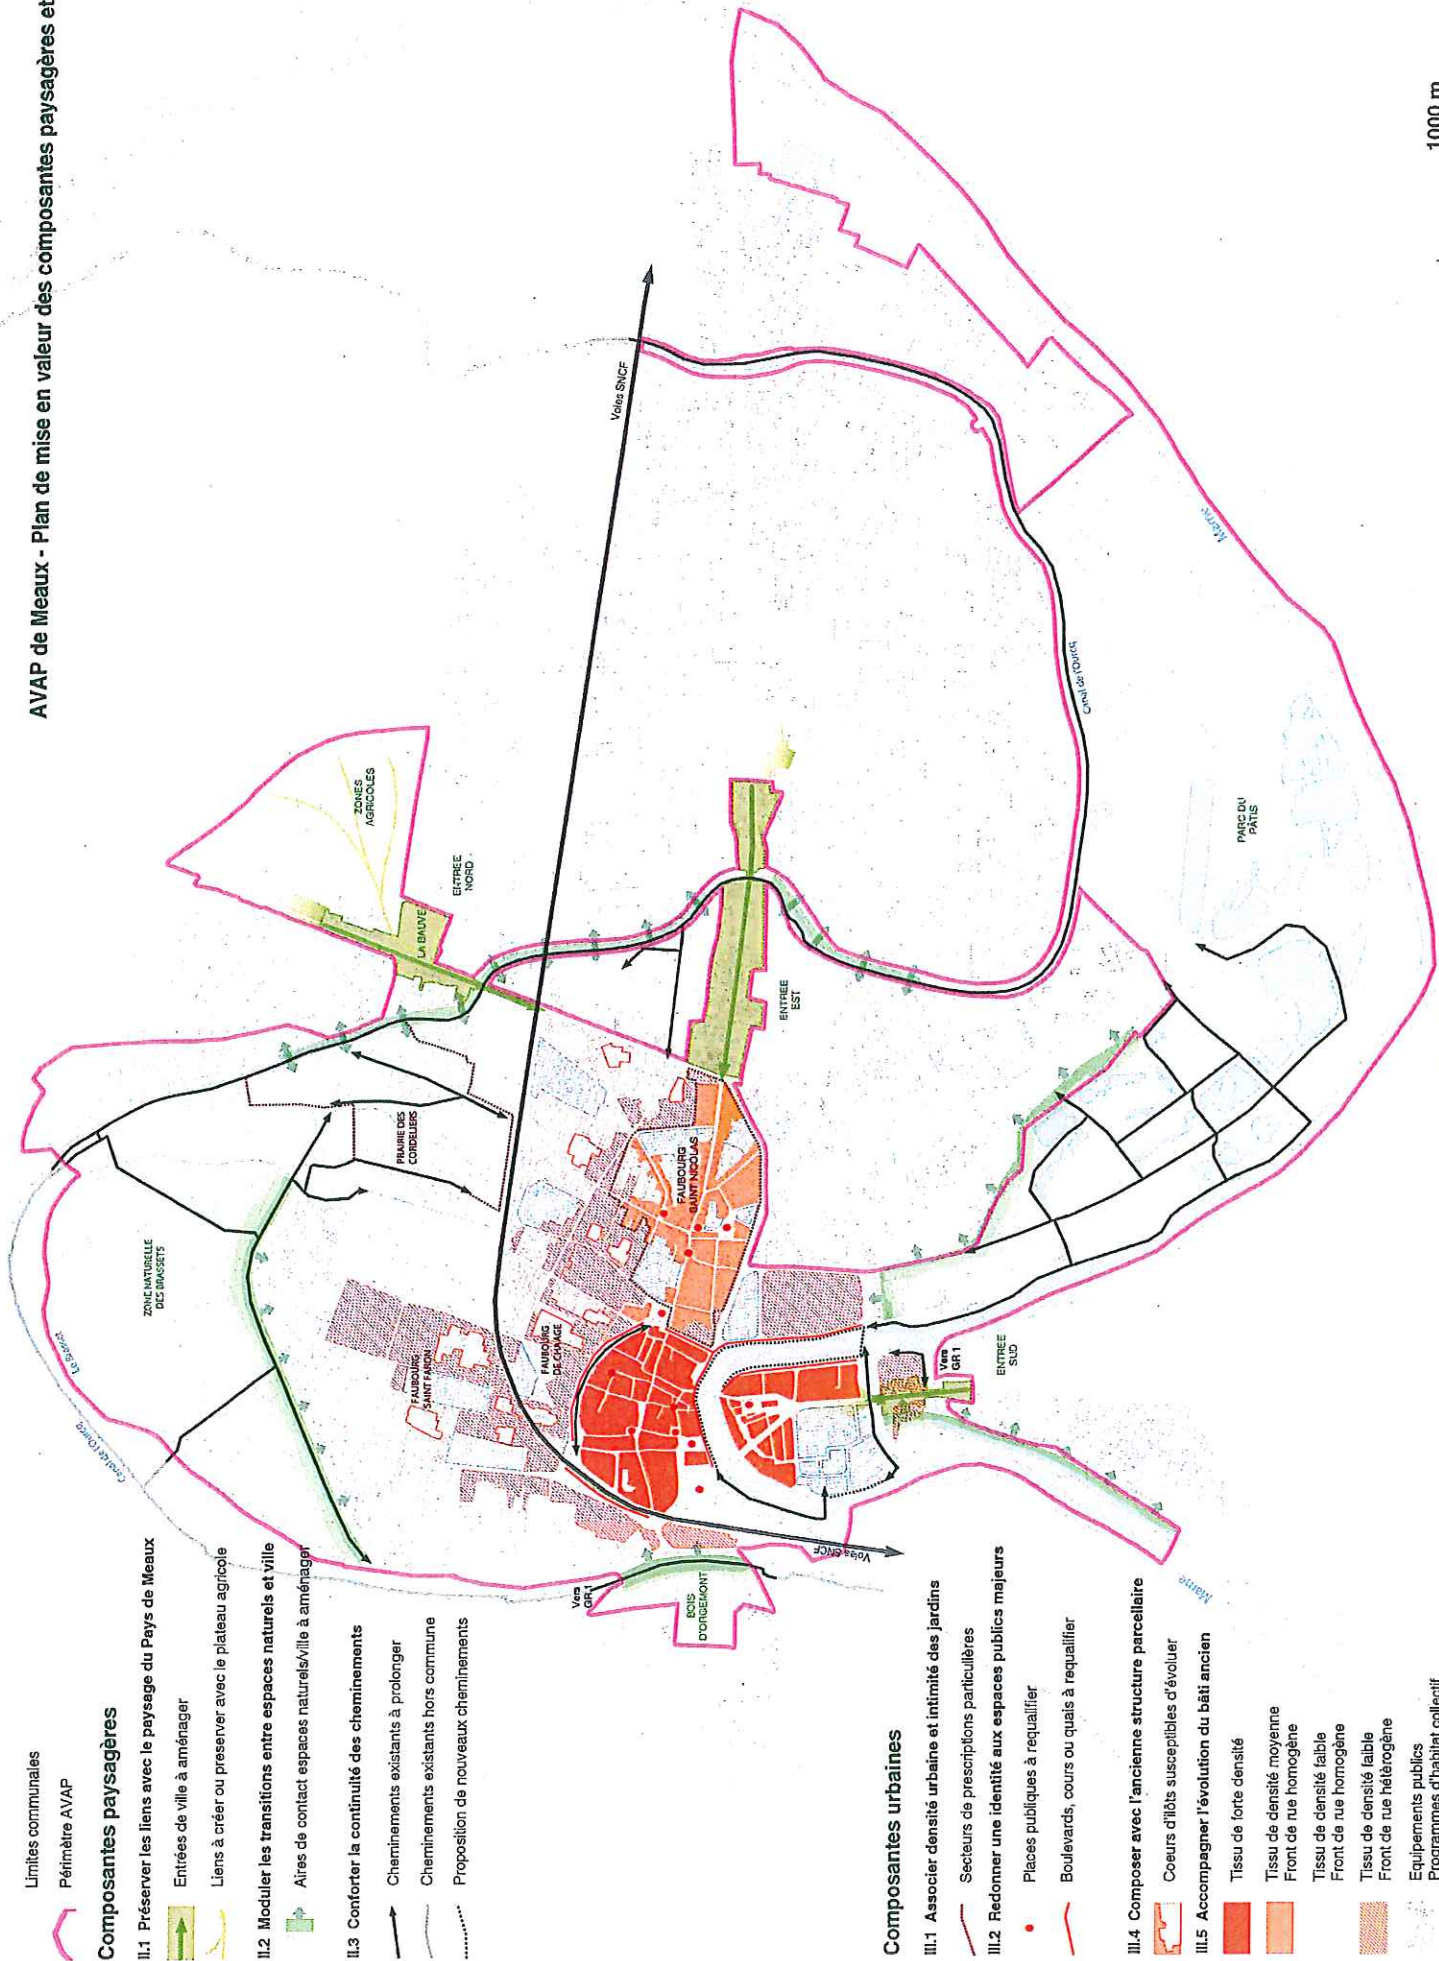 AVAP de Meaux - Plan de mise en valeur des composantes paysagères et
Limites communales
Périmètre AVAP
Composantes paysagères
II.1 Préserver les liens avec le paysage du Pays de Meaux
Entrées de ville à aménager
Liens à créer ou preserver avec le plateau agricole
II.2 Moduler les transitions entre espaces naturels et ville
Aires de contact espaces naturels/ville à aménager
II.3 Conforter la continuité des cheminements
Cheminements existants à prolonger
Cheminements existants hors commune
Proposition de nouveaux cheminements
Composantes urbaines
III.1 Associer densité urbaine et intimité des jardins
Secteurs de prescriptions particulières
III.2 Redonner une identité aux espaces publics majeurs
Places publiques à requalifier
Boulevards, cours ou quais à requalifier
III.4 Composer avec l'ancienne structure parcellaire
Coeurs d'îlots susceptibles d'évoluer
III.5 Accompagner l'évolution du bâti ancien
Tissu de forte densité
Tissu de densité moyenne
Front de rue homogène
Tissu de densité faible
Front de rue homogène
Tissu de densité faible
Front de rue hétérogène
Equipements publics
Programmes d'habitat collectif
Canal de l'Ourcq
ZONE NATURELLE
DES BRASSETS
PRAIRIE DES
CORDELIERS
ZONES
AGRICOLES
ENTREE
NORD
LA BAUVE
FAUBOURG
SAINT FARON
FAUBOURG
DE CHAAGE
FAUBOURG
SAINT NICOLAS
ENTREE
EST
Voies SNCF
Vers
GR 1
BOIS
D'ORGEMONT
Voies SNCF
Vers
GR 1
ENTREE
SUD
Marne
Canal de l'Ourcq
PARC DU
PÂTIS
Marne
1000 m